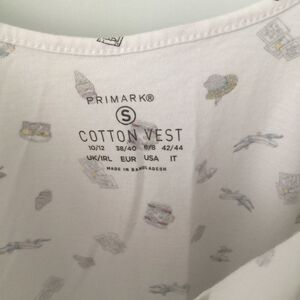 PRIMARK®
S
COTTON VEST
10/12 38/40 6/8 42/44
UK/IRL EUR USA IT
MADE IN BANGLADESH